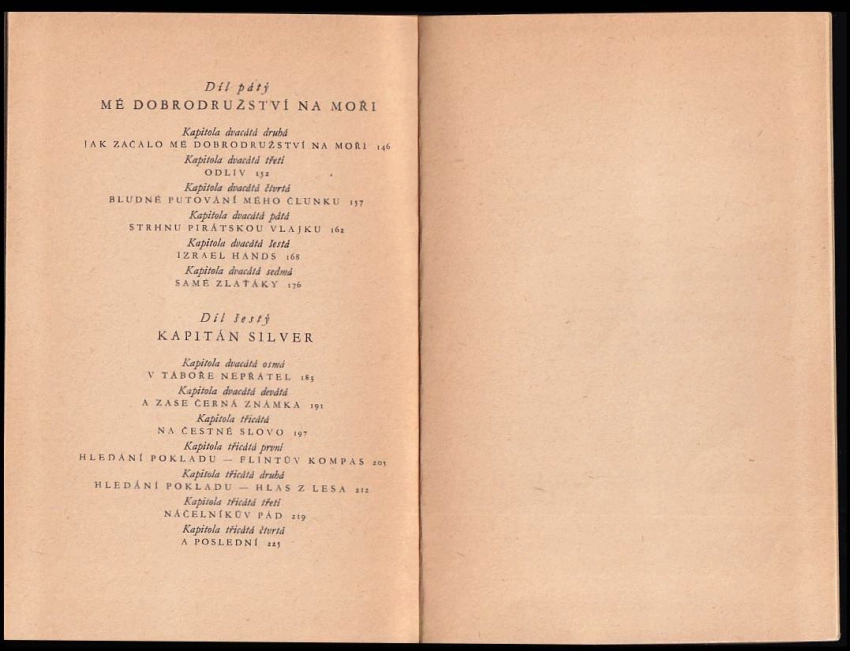 Díl pátý
MÉ DOBRODRUŽSTVÍ NA MOŘI
Kapitola dvacátá druhá
JAK ZAČALO MÉ DOBRODRUŽSTVÍ NA MOŘI 146
Kapitola dvacátá třetí
ODLIV 152
Kapitola dvacátá čtvrtá
BLUDNÉ PUTOVÁNÍ MÉHO ČLUNKU 157
Kapitola dvacátá pátá
STRHNU PIRÁTSKOU VLAJKU 162
Kapitola dvacátá šestá
IZRAEL HANDS 168
Kapitola dvacátá sedmá
SAMÉ ZLAŤÁKY 176
Díl šestý
KAPITÁN SILVER
Kapitola dvacátá osmá
V TÁBOŘE NEPŘÁTEL 183
Kapitola dvacátá devátá
A ZASE ČERNÁ ZNÁMKA 191
Kapitola třicátá
NA ČESTNÉ SLOVO 197
Kapitola třicátá první
HLEDÁNÍ POKLADU — FLINTŮV KOMPAS 205
Kapitola třicátá druhá
HLEDÁNÍ POKLADU — HLAS Z LESA 212
Kapitola třicátá třetí
NÁČELNÍKŮV PÁD 219
Kapitola třicátá čtvrtá
A POSLEDNÍ 225